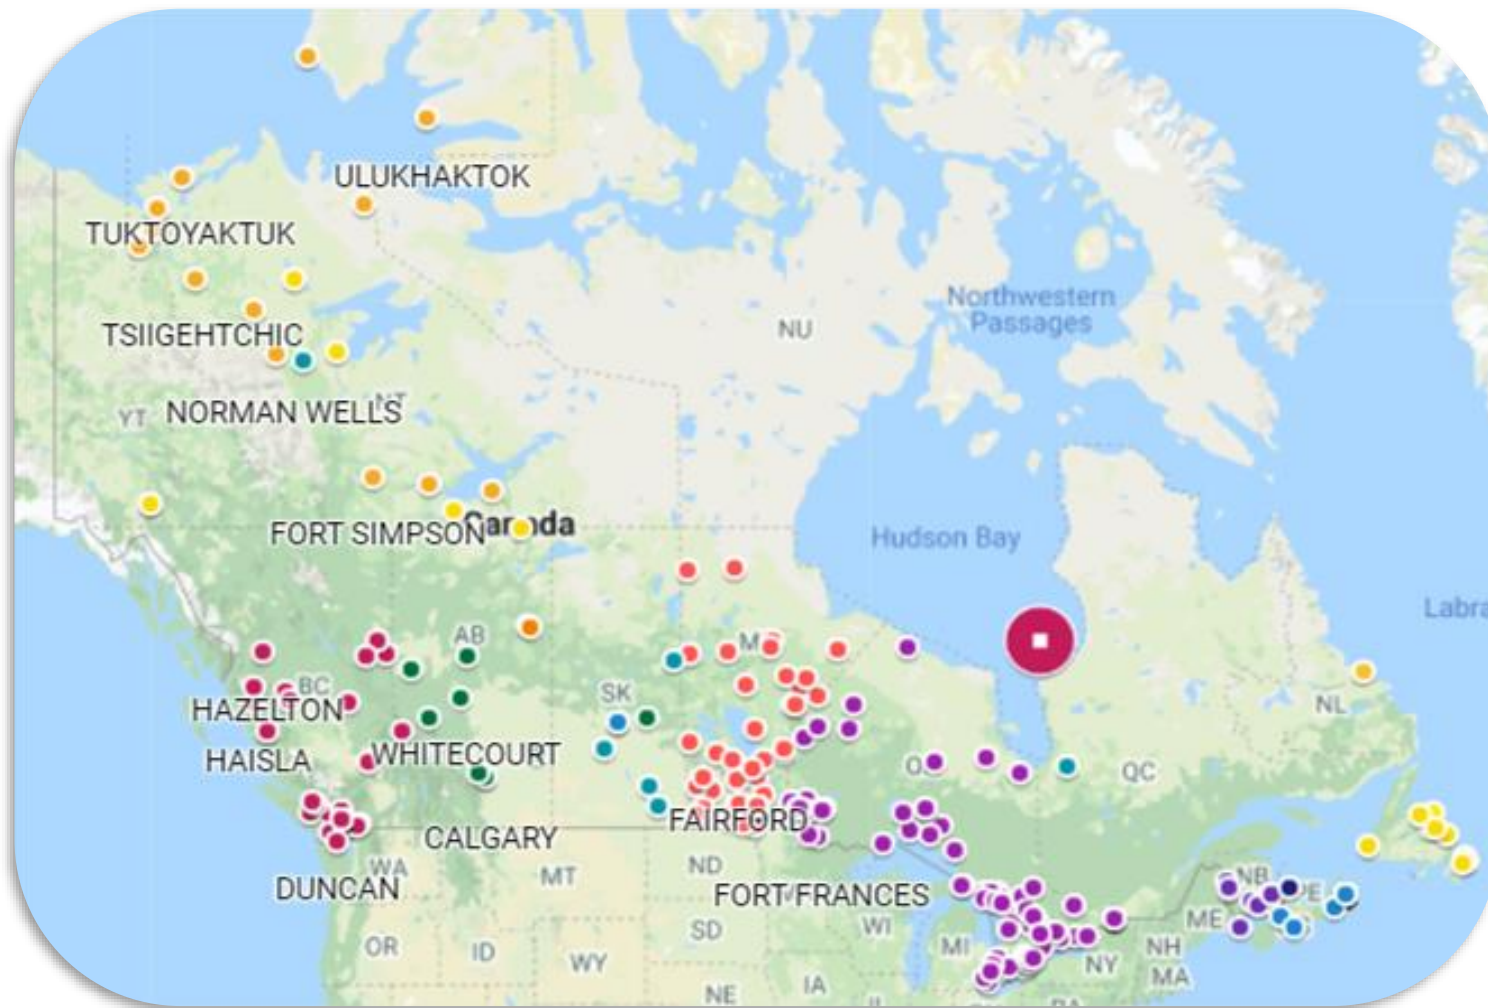 ULUKHAKTOK
TUKTOYAKTUK
Northwestern
Passages
TSIIGEHTCHIC
NU
YT
NORMAN WELLS
Hudson Bay
FORT SIMPSON
Labra
AB
SK
BC
HAZELTON
NL
HAISLA
WHITECOURT
QC
FAIRFORD
CALGARY
WA
MT
ND
NB
DUNCAN
FORT FRANCES
ME
OR
ID
WY
SD
WI
MI
NH
NY
MA
NE
IA